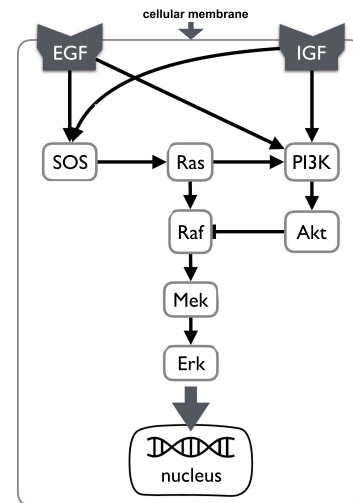 cellular membrane
EGF
IGF
SOS
Ras
PI3K
Raf
Akt
Mek
Erk
nucleus